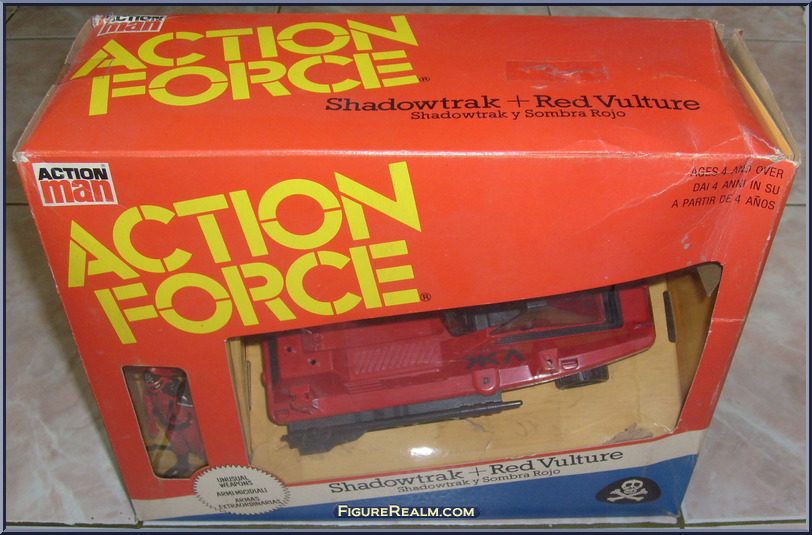 ACTION
man
ACTION
FORCE®
Shadowtrak + Red Vulture
Shadowtrak y Sombra Rojo
ACTION
man
ACTION
FORCE®
AGES 4 AND OVER
DAI 4 ANNI IN SU
A PARTIR DE 4 AÑOS
UNUSUAL
WEAPONS
ARMI MICIDIALI
ARMAS
EXTRAORDINARIAS
Shadowtrak + Red Vulture
Shadowtrak y Sombra Rojo
FIGUREREALM.COM